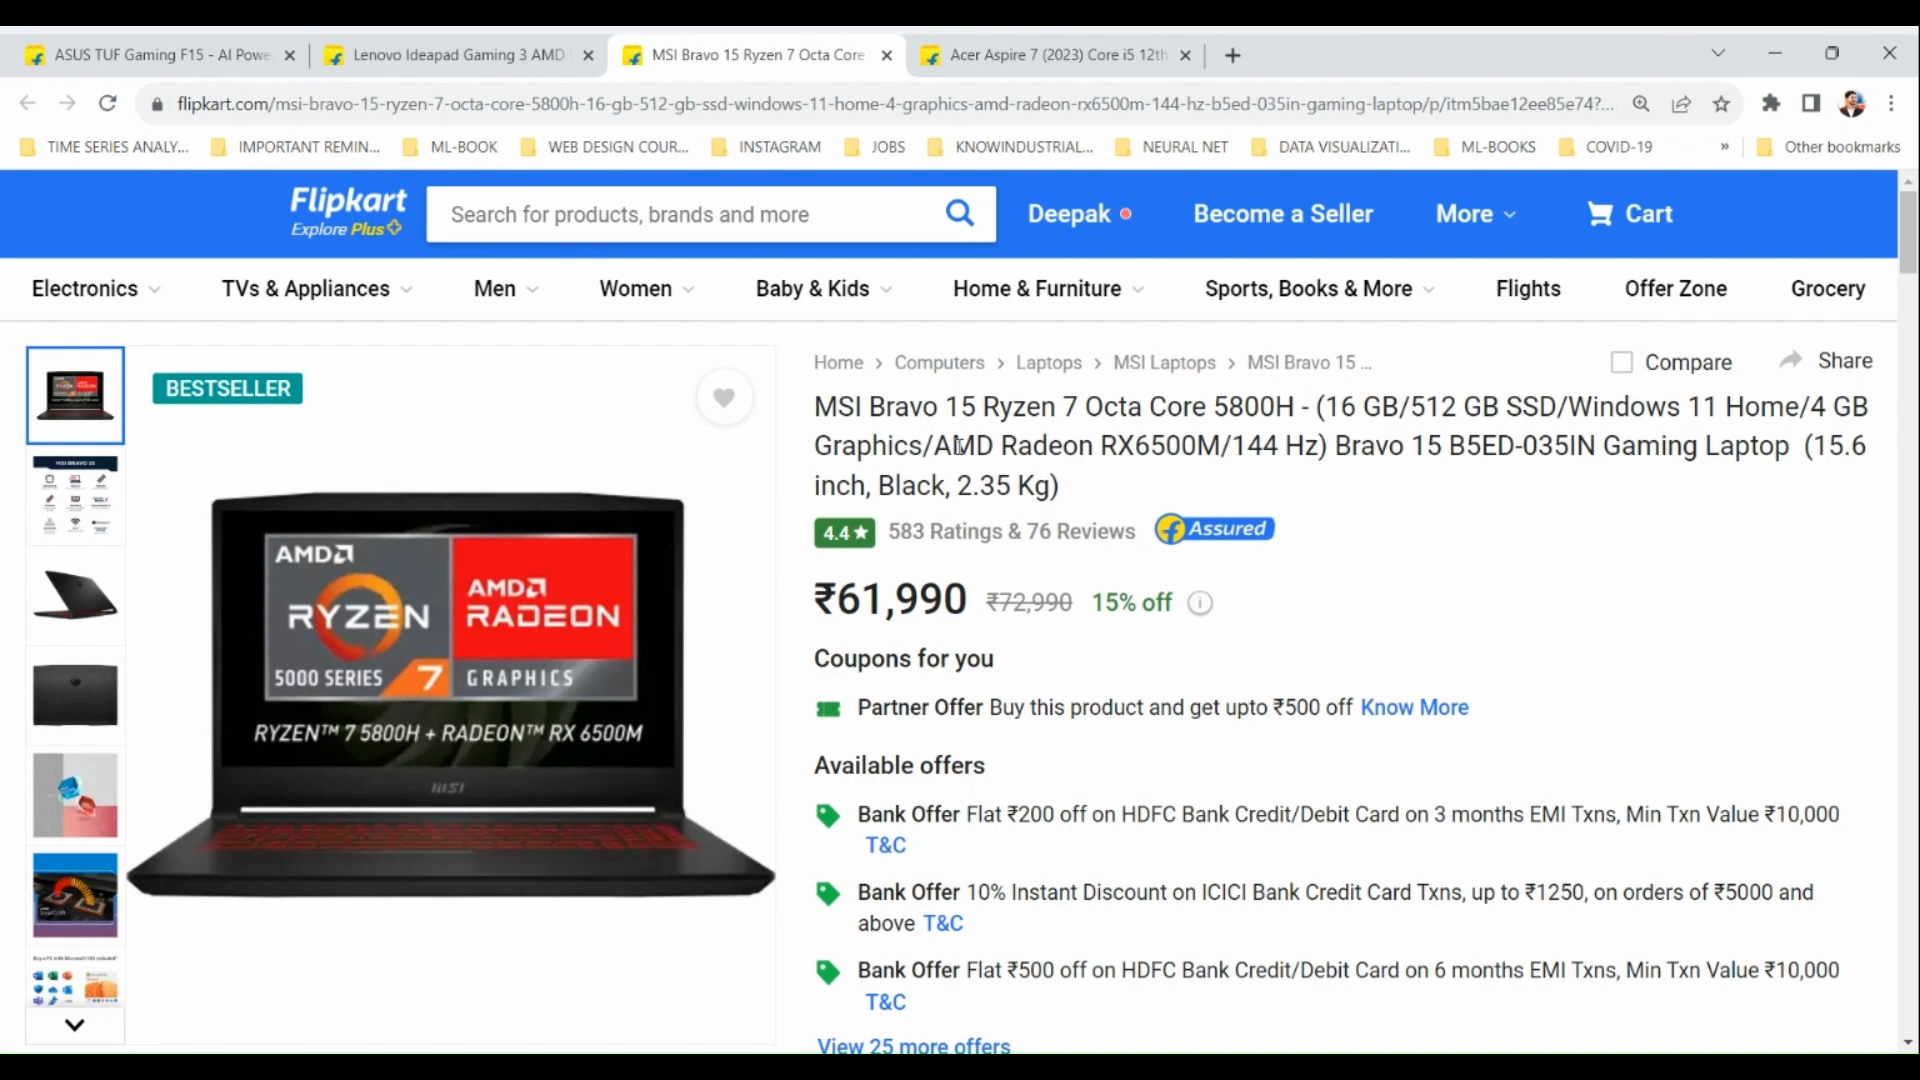 ASUS TUF Gaming F15 - AI Powe
Lenovo Ideapad Gaming 3 AMD
MSI Bravo 15 Ryzen 7 Octa Core
Acer Aspire 7 (2023) Core i5 12th
flipkart.com/msi-bravo-15-ryzen-7-octa-core-5800h-16-gb-512-gb-ssd-windows-11-home-4-graphics-amd-radeon-rx6500m-144-hz-b5ed-035in-gaming-laptop/p/itm5bae12ee85e74?...
TIME SERIES ANALY...
IMPORTANT REMIN...
ML-BOOK
WEB DESIGN COUR...
INSTAGRAM
JOBS
KNOWINDUSTRIAL...
NEURAL NET
DATA VISUALIZATI...
ML-BOOKS
COVID-19
»
Other bookmarks
Flipkart
Explore Plus
Search for products, brands and more
Deepak
Become a Seller
More
Cart
Electronics
TVs & Appliances
Men
Women
Baby & Kids
Home & Furniture
Sports, Books & More
Flights
Offer Zone
Grocery
BESTSELLER
AMD
RYZEN
5000 SERIES 7
AMD
RADEON
GRAPHICS
RYZEN™ 7 5800H + RADEON™ RX 6500M
msi
Home > Computers > Laptops > MSI Laptops > MSI Bravo 15 ...
Compare
Share
MSI Bravo 15 Ryzen 7 Octa Core 5800H - (16 GB/512 GB SSD/Windows 11 Home/4 GB
Graphics/AMD Radeon RX6500M/144 Hz) Bravo 15 B5ED-035IN Gaming Laptop (15.6
inch, Black, 2.35 Kg)
4.4★ 583 Ratings & 76 Reviews
f Assured
₹61,990 ₹72,990 15% off
Coupons for you
Partner Offer Buy this product and get upto ₹500 off Know More
Available offers
Bank Offer Flat ₹200 off on HDFC Bank Credit/Debit Card on 3 months EMI Txns, Min Txn Value ₹10,000
T&C
Bank Offer 10% Instant Discount on ICICI Bank Credit Card Txns, up to ₹1250, on orders of ₹5000 and
above T&C
Bank Offer Flat ₹500 off on HDFC Bank Credit/Debit Card on 6 months EMI Txns, Min Txn Value ₹10,000
T&C
View 25 more offers